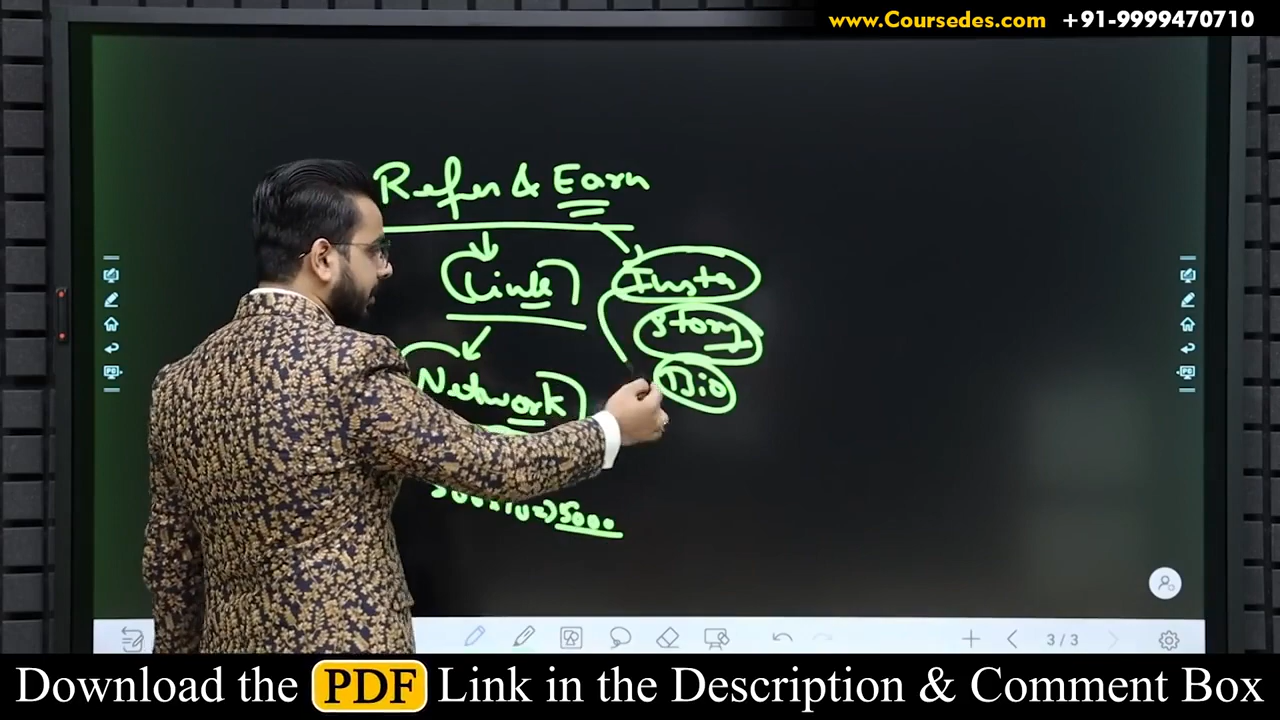 www.Coursedes.com +91-9999470710
Refer & Earn
Link
Insta
Story
Bio
Network
500x10=)5000
3/3
Download the PDF Link in the Description & Comment Box